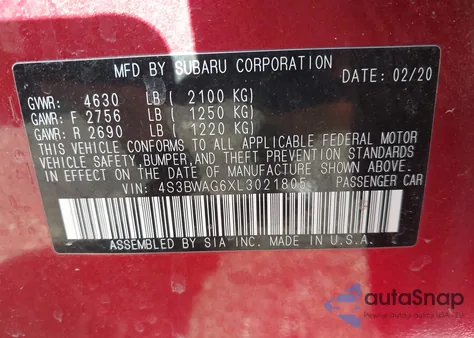 MFD BY SUBARU CORPORATION
DATE: 02/20
GVWR: 4630 LB ( 2100 KG)
GAWR: F 2756 LB ( 1250 KG)
GAWR: R 2690 LB ( 1220 KG)
THIS VEHICLE CONFORMS TO ALL APPLICABLE FEDERAL MOTOR
VEHICLE SAFETY,BUMPER,AND THEFT PREVENTION STANDARDS
IN EFFECT ON THE DATE OF MANUFACTURE SHOWN ABOVE.
VIN: 4S3BWAG6XL3021805 PASSENGER CAR
ASSEMBLED BY SIA INC. MADE IN U.S.A.
autoSnap